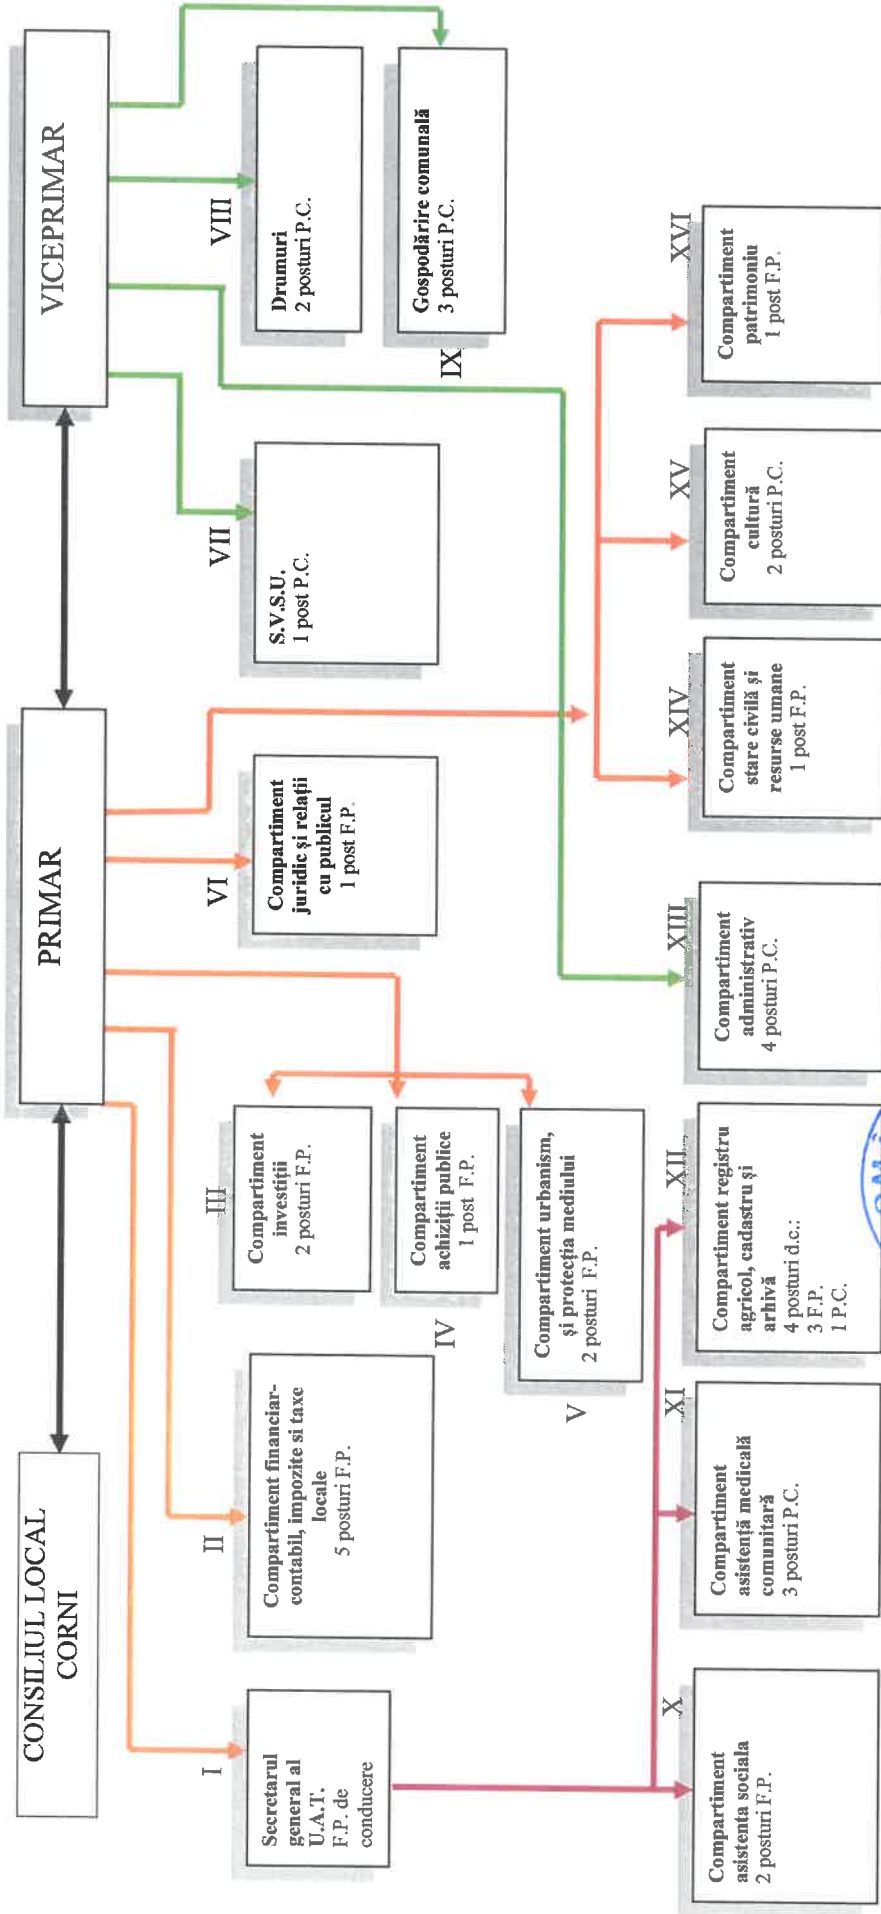 CONSILIUL LOCAL
CORNI
PRIMAR
VICEPRIMAR
I
Secretarul
general al
U.A.T.
F.P. de
conducere
II
Compartiment financiar-
contabil, impozite si taxe
locale
5 posturi F.P.
III
Compartiment
investiții
2 posturi F.P.
IV
Compartiment
achiziții publice
1 post F.P.
V
Compartiment urbanism,
și protecția mediului
2 posturi F.P.
VI
Compartiment
juridic și relații
cu publicul
1 post F.P.
VII
S.V.S.U.
1 post P.C.
VIII
Drumuri
2 posturi P.C.
IX
Gospodărire comunală
3 posturi P.C.
X
Compartiment
asistenta sociala
2 posturi F.P.
XI
Compartiment
asistență medicală
comunitară
3 posturi P.C.
XII
Compartiment registru
agricol, cadastru și
arhivă
4 posturi d.c.:
3 F.P.
1 P.C.
XIII
Compartiment
administrativ
4 posturi P.C.
XIV
Compartiment
stare civilă și
resurse umane
1 post F.P.
XV
Compartiment
cultură
2 posturi P.C.
XVI
Compartiment
patrimoniu
1 post F.P.